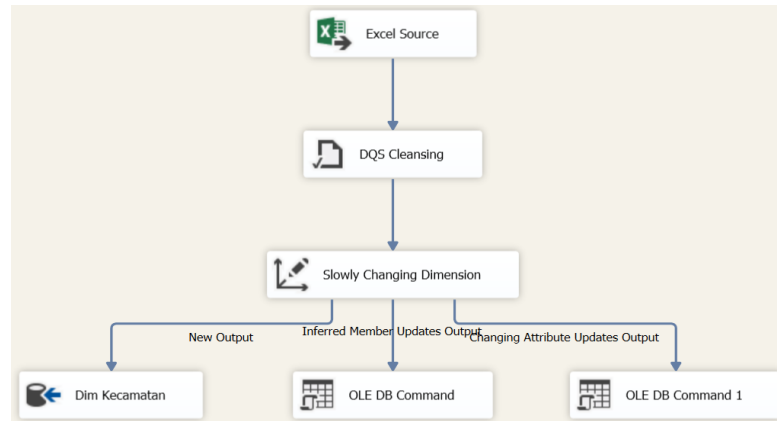 Excel Source
DQS Cleansing
Slowly Changing Dimension
New Output
Inferred Member Updates Output
Changing Attribute Updates Output
Dim Kecamatan
OLE DB Command
OLE DB Command 1